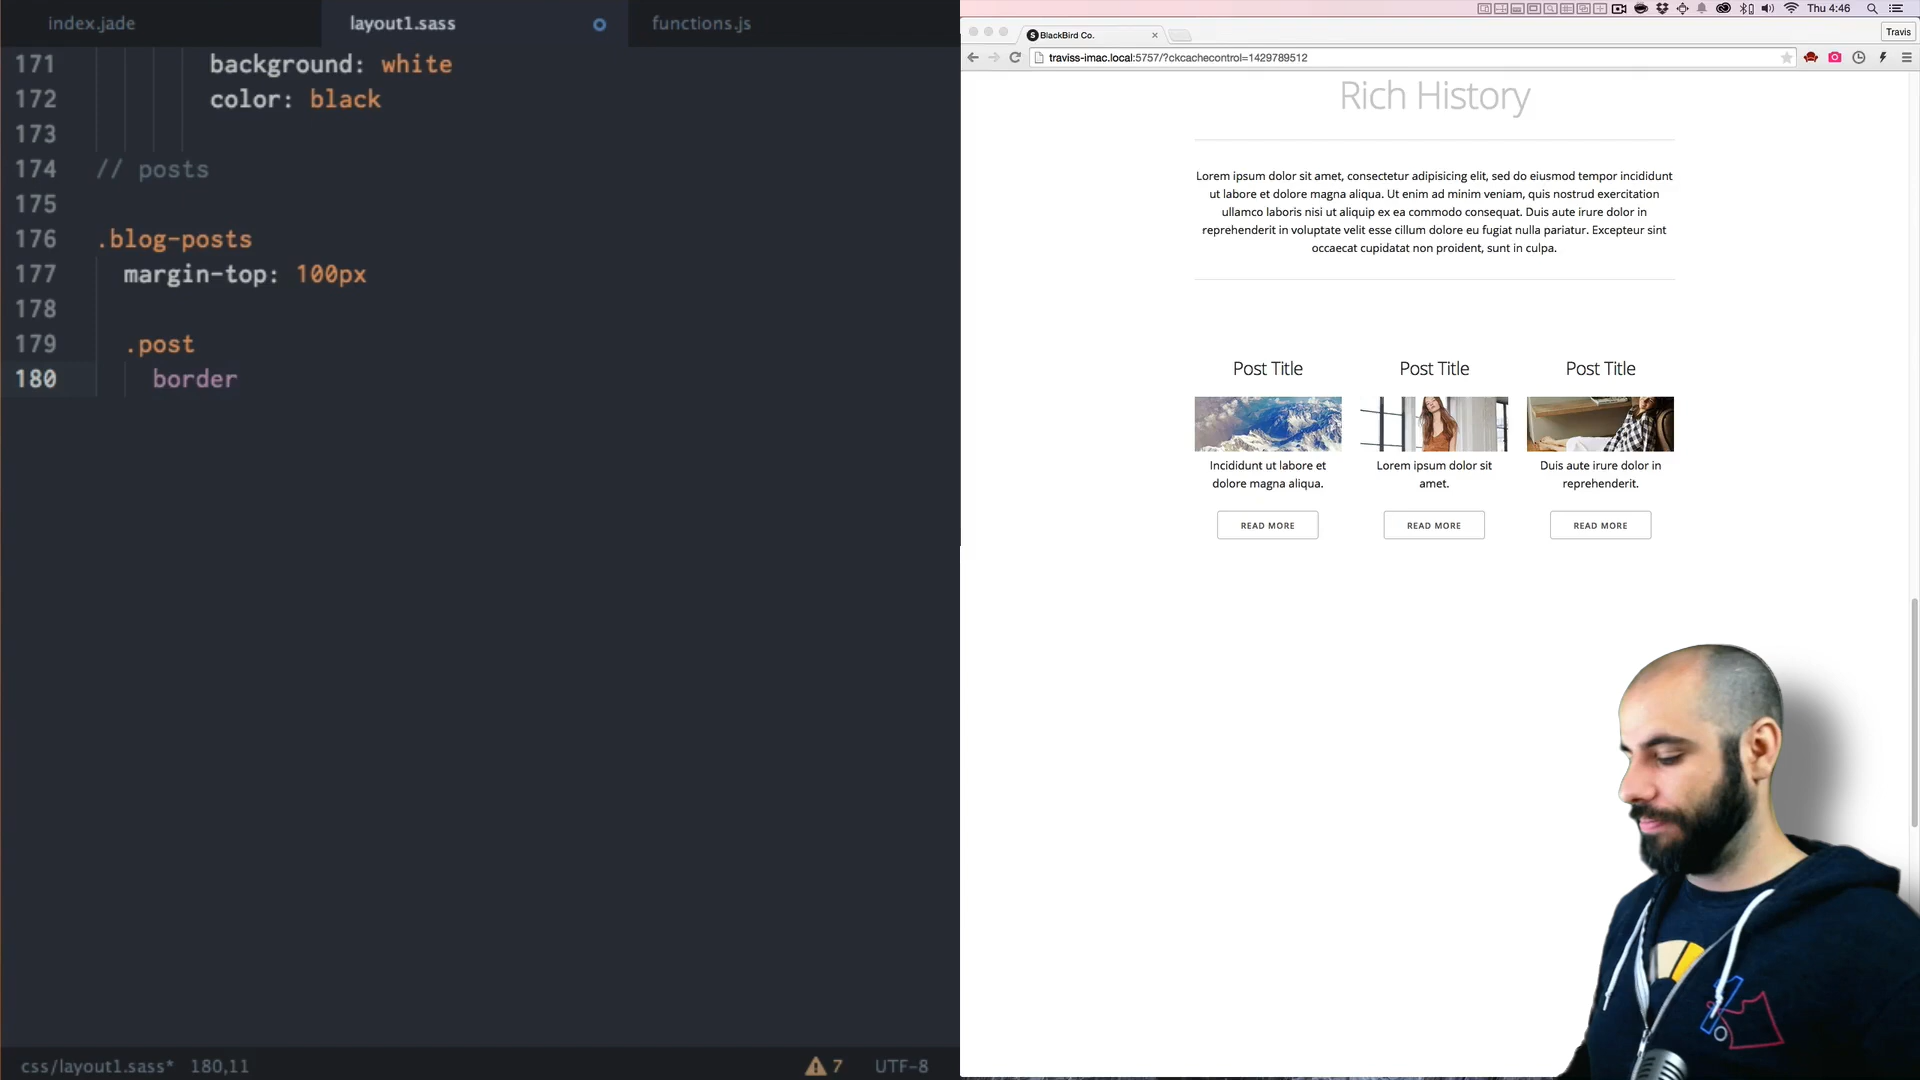 index.jade
layout1.sass
functions.js
171 background: white
172 color: black
173
174 // posts
175
176 .blog-posts
177 margin-top: 100px
178
179 .post
180 border
css/layout1.sass* 180,11
7
UTF-8
Thu 4:46
BlackBird Co.
Travis
traviss-imac.local:5757/?ckcachecontrol=1429789512
Rich History
Lorem ipsum dolor sit amet, consectetur adipisicing elit, sed do eiusmod tempor incididunt
ut labore et dolore magna aliqua. Ut enim ad minim veniam, quis nostrud exercitation
ullamco laboris nisi ut aliquip ex ea commodo consequat. Duis aute irure dolor in
reprehenderit in voluptate velit esse cillum dolore eu fugiat nulla pariatur. Excepteur sint
occaecat cupidatat non proident, sunt in culpa.
Post Title
Incididunt ut labore et
dolore magna aliqua.
READ MORE
Post Title
Lorem ipsum dolor sit
amet.
READ MORE
Post Title
Duis aute irure dolor in
reprehenderit.
READ MORE